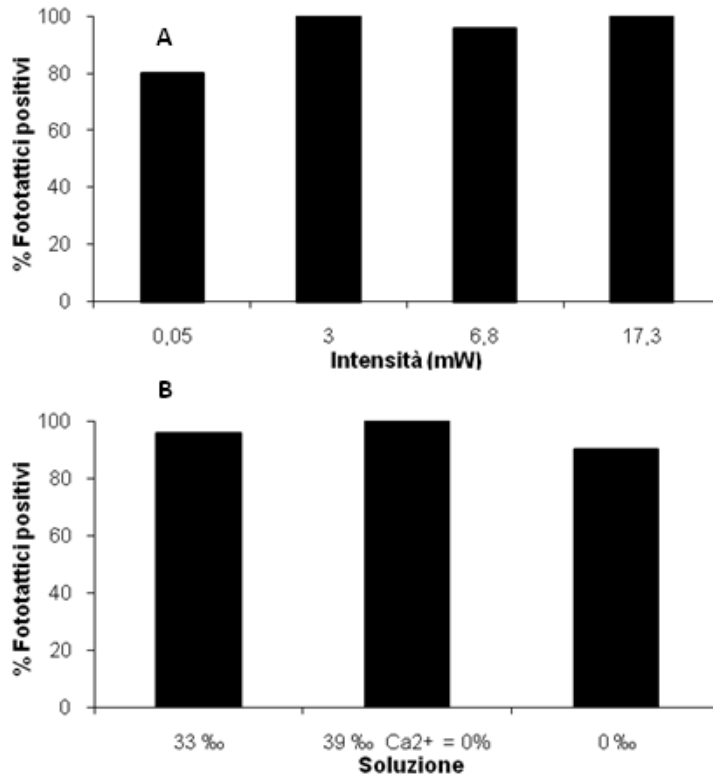 A
% Fototattici positivi
100
80
60
40
20
0
0,05 3 6,8 17,3
Intensità (mW)
B
% Fototattici positivi
100
80
60
40
20
0
33 ‰ 39 ‰ Ca2+ = 0% 0 ‰
Soluzione